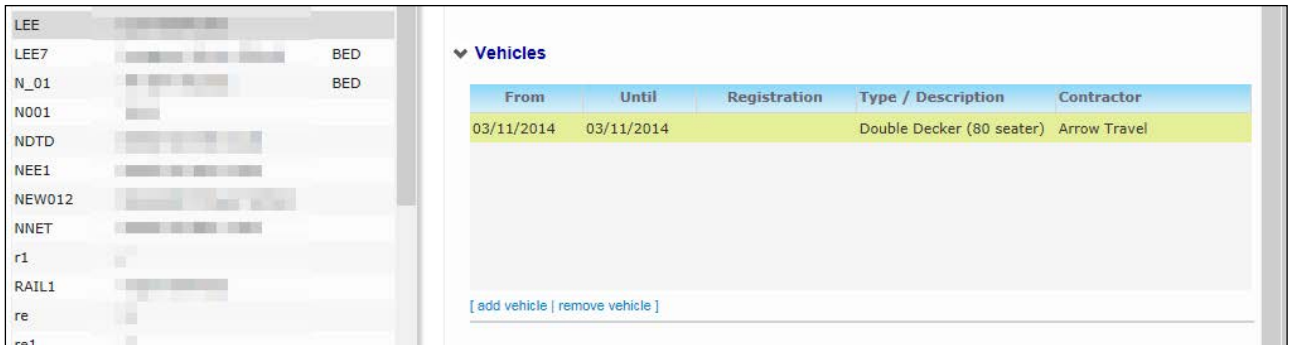 LEE
LEE7 BED
N_01 BED
N001
NDTD
NEE1
NEW012
NNET
r1
RAIL1
re
re1
Vehicles
From Until Registration Type / Description Contractor
03/11/2014 03/11/2014 Double Decker (80 seater) Arrow Travel
[ add vehicle | remove vehicle ]